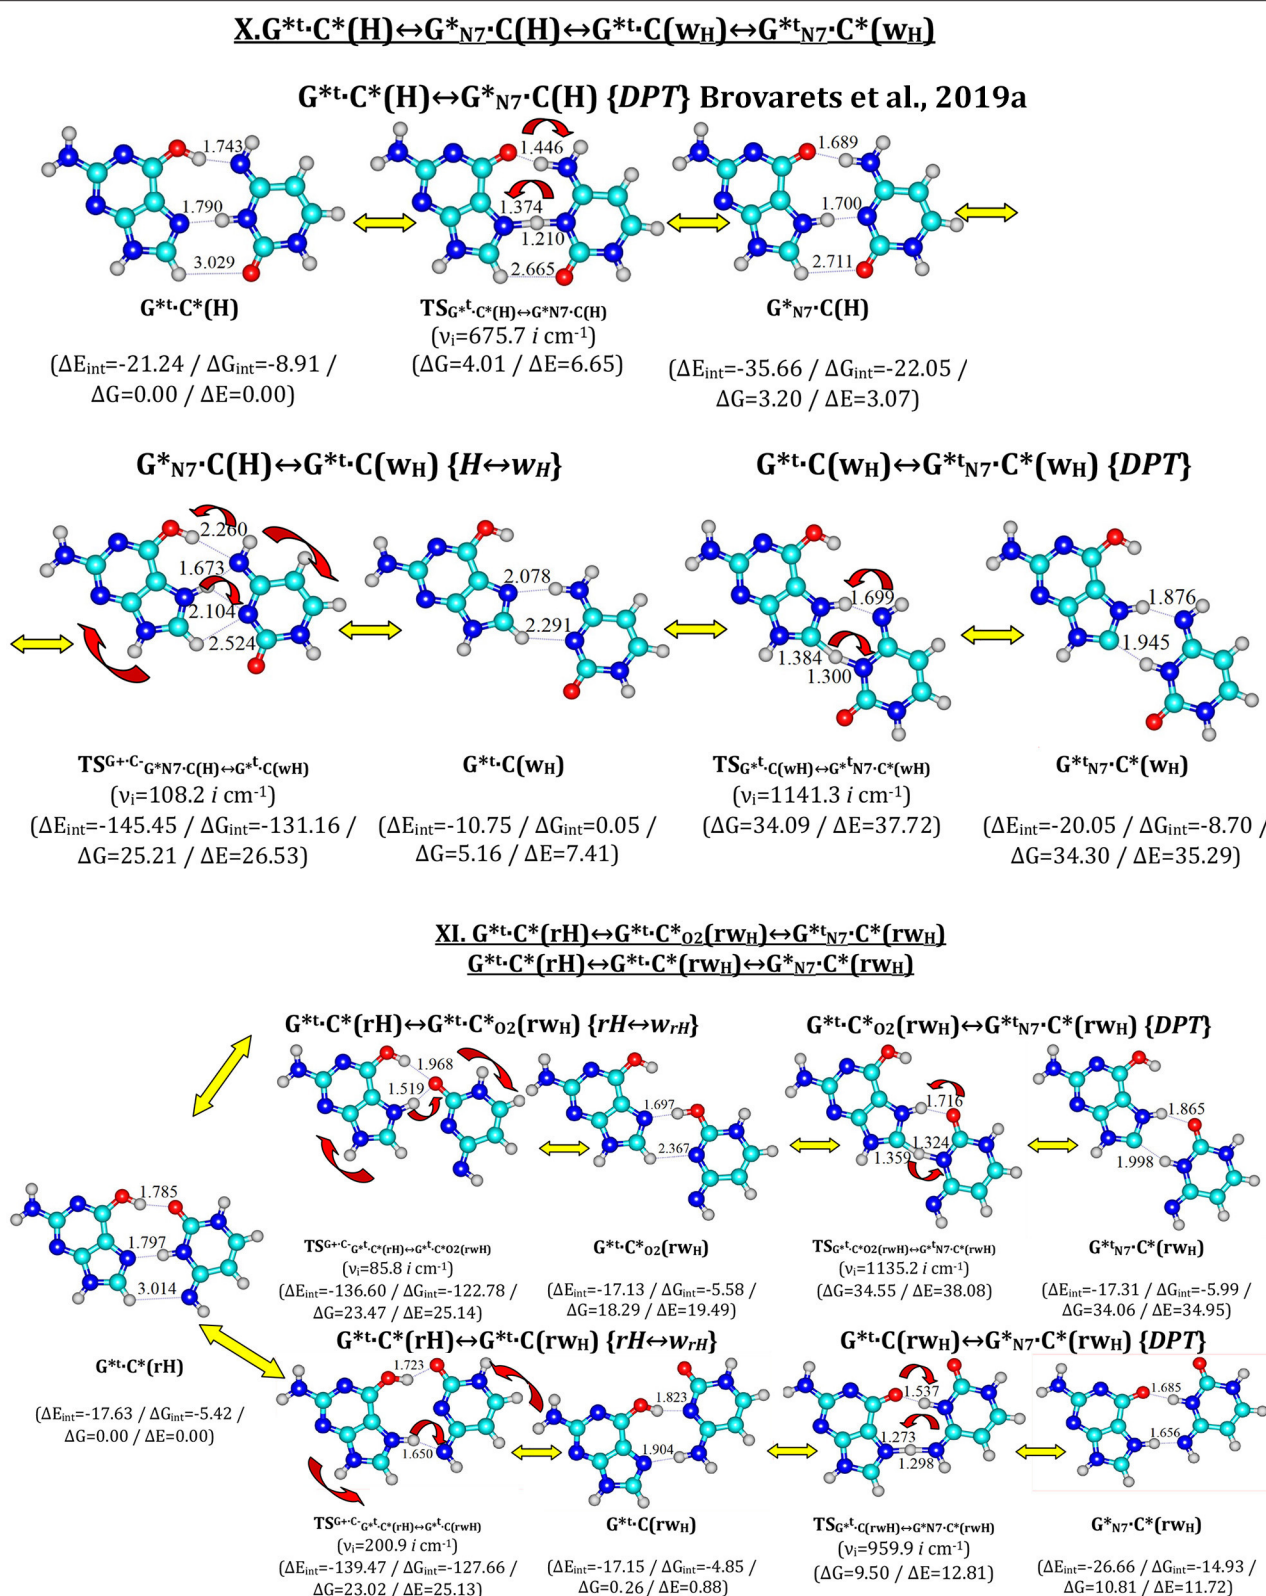 X.G*ᵗ·C*(H)↔G*N7·C(H)↔G*ᵗ·C(wH)↔G*ᵗN7·C*(wH)
G*ᵗ·C*(H)↔G*N7·C(H) {DPT} Brovarets et al., 2019a
1.743
1.790
3.029
1.446
1.374
1.210
2.665
1.689
1.700
2.711
G*ᵗ·C*(H)
TSG*ᵗ·C*(H)↔G*N7·C(H)
G*N7·C(H)
(νi=675.7 i cm⁻¹)
(ΔEint=-21.24 / ΔGint=-8.91 /
ΔG=0.00 / ΔE=0.00)
(ΔG=4.01 / ΔE=6.65)
(ΔEint=-35.66 / ΔGint=-22.05 /
ΔG=3.20 / ΔE=3.07)
G*N7·C(H)↔G*ᵗ·C(wH) {H↔wH}
G*ᵗ·C(wH)↔G*ᵗN7·C*(wH) {DPT}
2.260
1.673
2.104
2.524
2.078
2.291
1.699
1.384
1.300
1.876
1.945
TSG+·C-G*N7·C(H)↔G*ᵗ·C(wH)
(νi=108.2 i cm⁻¹)
(ΔEint=-145.45 / ΔGint=-131.16 /
ΔG=25.21 / ΔE=26.53)
G*ᵗ·C(wH)
(ΔEint=-10.75 / ΔGint=0.05 /
ΔG=5.16 / ΔE=7.41)
TSG*ᵗ·C(wH)↔G*ᵗN7·C*(wH)
(νi=1141.3 i cm⁻¹)
(ΔG=34.09 / ΔE=37.72)
G*ᵗN7·C*(wH)
(ΔEint=-20.05 / ΔGint=-8.70 /
ΔG=34.30 / ΔE=35.29)
XI. G*ᵗ·C*(rH)↔G*ᵗ·C*O2(rwH)↔G*ᵗN7·C*(rwH)
G*ᵗ·C*(rH)↔G*ᵗ·C*(rwH)↔G*N7·C*(rwH)
G*ᵗ·C*(rH)↔G*ᵗ·C*O2(rwH) {rH↔wrH}
G*ᵗ·C*O2(rwH)↔G*ᵗN7·C*(rwH) {DPT}
1.968
1.519
1.697
2.367
1.716
1.324
1.359
1.865
1.998
TSG+·C-G*ᵗ·C*(rH)↔G*ᵗ·C*O2(rwH)
(νi=85.8 i cm⁻¹)
(ΔEint=-136.60 / ΔGint=-122.78 /
ΔG=23.47 / ΔE=25.14)
G*ᵗ·C*O2(rwH)
(ΔEint=-17.13 / ΔGint=-5.58 /
ΔG=18.29 / ΔE=19.49)
TSG*ᵗ·C*O2(rwH)↔G*ᵗN7·C*(rwH)
(νi=1135.2 i cm⁻¹)
(ΔG=34.55 / ΔE=38.08)
G*ᵗN7·C*(rwH)
(ΔEint=-17.31 / ΔGint=-5.99 /
ΔG=34.06 / ΔE=34.95)
1.785
1.797
3.014
G*ᵗ·C*(rH)
(ΔEint=-17.63 / ΔGint=-5.42 /
ΔG=0.00 / ΔE=0.00)
G*ᵗ·C*(rH)↔G*ᵗ·C(rwH) {rH↔wrH}
G*ᵗ·C(rwH)↔G*N7·C*(rwH) {DPT}
1.723
1.650
1.823
1.904
1.537
1.273
1.298
1.685
1.656
TSG+·C-G*ᵗ·C*(rH)↔G*ᵗ·C(rwH)
(νi=200.9 i cm⁻¹)
(ΔEint=-139.47 / ΔGint=-127.66 /
ΔG=23.02 / ΔE=25.13)
G*ᵗ·C(rwH)
(ΔEint=-17.15 / ΔGint=-4.85 /
ΔG=0.26 / ΔE=0.88)
TSG*ᵗ·C(rwH)↔G*N7·C*(rwH)
(νi=959.9 i cm⁻¹)
(ΔG=9.50 / ΔE=12.81)
G*N7·C*(rwH)
(ΔEint=-26.66 / ΔGint=-14.93 /
ΔG=10.81 / ΔE=11.72)